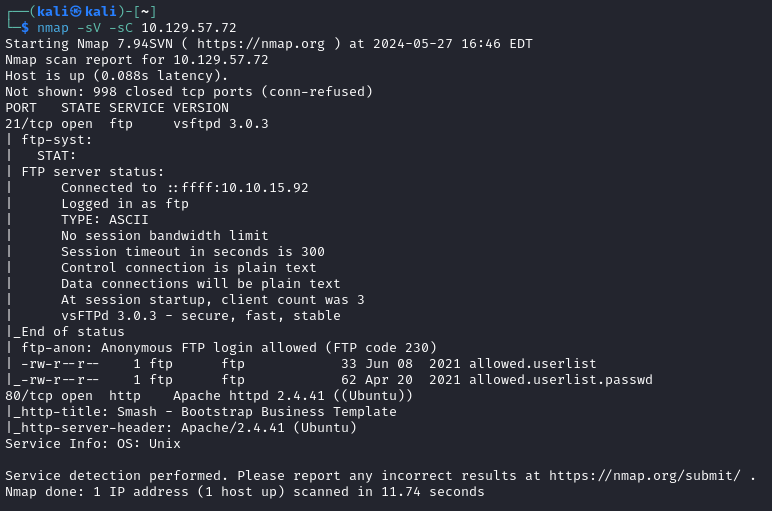 ┌──(kali㉿kali)-[~]
└─$ nmap -sV -sC 10.129.57.72
Starting Nmap 7.94SVN ( https://nmap.org ) at 2024-05-27 16:46 EDT
Nmap scan report for 10.129.57.72
Host is up (0.088s latency).
Not shown: 998 closed tcp ports (conn-refused)
PORT   STATE SERVICE VERSION
21/tcp open  ftp     vsftpd 3.0.3
| ftp-syst:
|   STAT:
| FTP server status:
|      Connected to ::ffff:10.10.15.92
|      Logged in as ftp
|      TYPE: ASCII
|      No session bandwidth limit
|      Session timeout in seconds is 300
|      Control connection is plain text
|      Data connections will be plain text
|      At session startup, client count was 3
|      vsFTPd 3.0.3 - secure, fast, stable
|_End of status
| ftp-anon: Anonymous FTP login allowed (FTP code 230)
| -rw-r--r--    1 ftp      ftp            33 Jun 08  2021 allowed.userlist
|_-rw-r--r--    1 ftp      ftp            62 Apr 20  2021 allowed.userlist.passwd
80/tcp open  http    Apache httpd 2.4.41 ((Ubuntu))
|_http-title: Smash - Bootstrap Business Template
|_http-server-header: Apache/2.4.41 (Ubuntu)
Service Info: OS: Unix

Service detection performed. Please report any incorrect results at https://nmap.org/submit/ .
Nmap done: 1 IP address (1 host up) scanned in 11.74 seconds